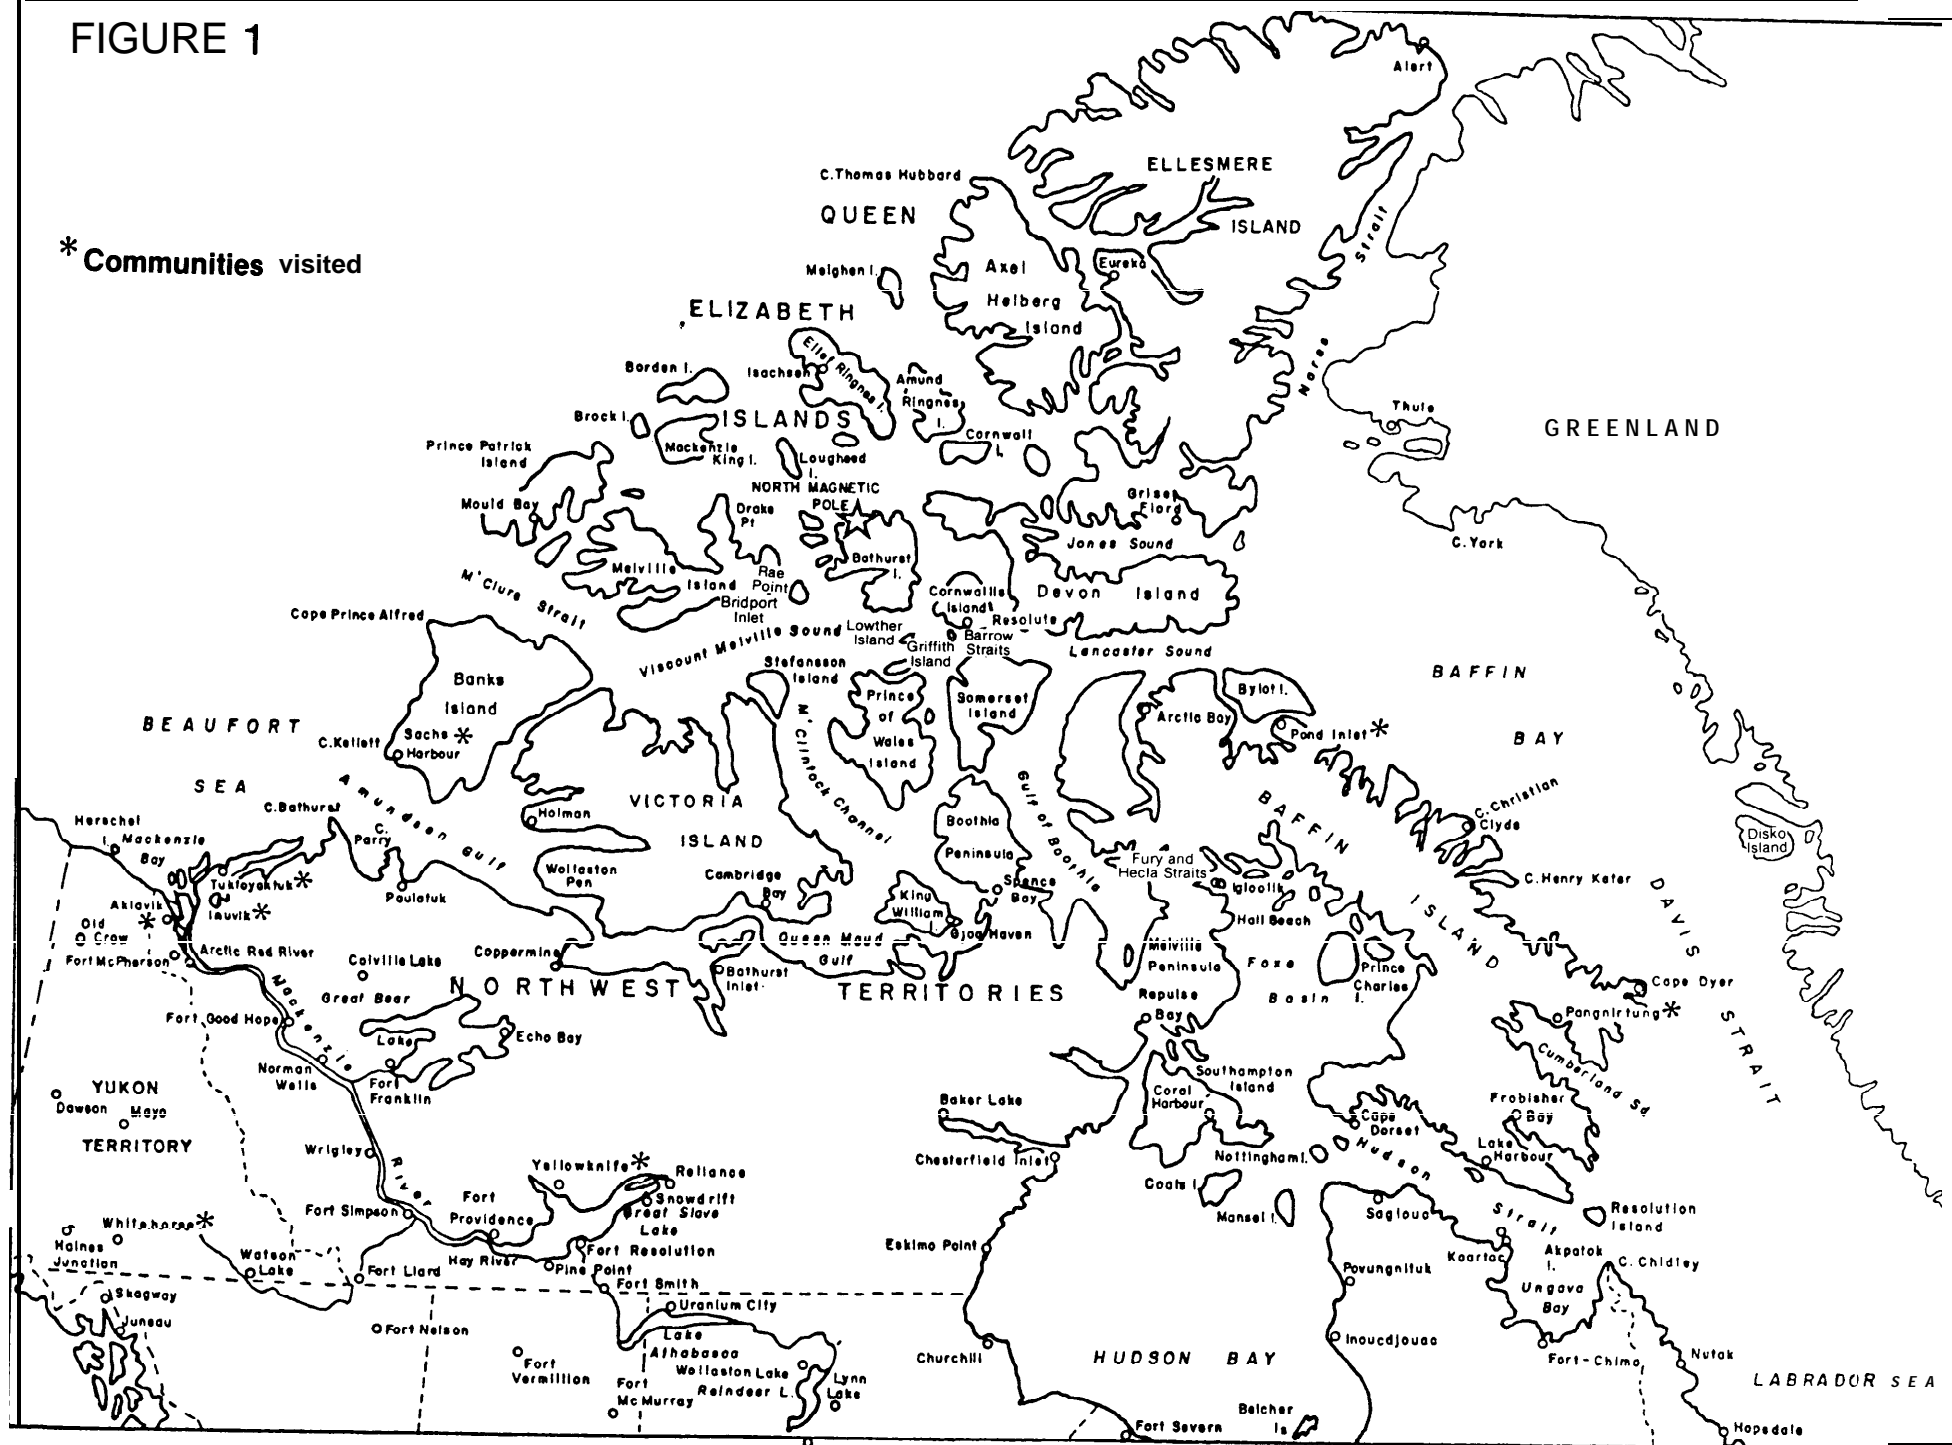 FIGURE 1
* Communities visited
Alert
ELLESMERE
ISLAND
C.Thomas Hubbard
QUEEN
Meighen I.
Axel
Heiberg
Island
Eureka
Nares
Strait
ELIZABETH
Ellef Ringnes I.
Isachsen
Amund
Ringnes
I.
Borden I.
Brock I.
ISLANDS
Mackenzie
King I.
Lougheed
I.
Cornwall
I.
Thule
GREENLAND
Prince Patrick
Island
Mould Bay
NORTH MAGNETIC
POLE
Drake
Pt
Grise
Fiord
Jones Sound
C.York
Bathurst
I.
Melville
Island
Rae
Point
Bridport
Inlet
M'Clure Strait
Cornwallis
Island
Devon Island
Resolute
Cape Prince Alfred
Viscount Melville Sound
Lowther
Island
Griffith
Island
Barrow
Straits
Lancaster Sound
Stefansson
Island
Banks
Island
Prince
of
Wales
Island
Somerset
Island
Bylot I.
Arctic Bay
Pond Inlet *
BAFFIN
BAY
BEAUFORT
SEA
C.Kellett
Sachs *
Harbour
M'Clintock Channel
Gulf of Boothia
Amundsen Gulf
C.Bathurst
C.
Parry
Holman
VICTORIA
ISLAND
Boothia
Peninsula
BAFFIN
ISLAND
C.Christian
Clyde
Disko
Island
Herschel
I.
Mackenzie
Bay
Tuktoyaktuk *
Inuvik *
Aklavik
*
Paulatuk
Wollaston
Pen
Cambridge
Bay
King
William
I.
Spence
Bay
Fury and
Hecla Straits
Igloolik
Hall Beach
C.Henry Kater
DAVIS STRAIT
Old
Crow
Fort McPherson
Arctic Red River
Colville Lake
Coppermine
Queen Maud
Gulf
Gjoa Haven
Bathurst
Inlet
Melville
Peninsula
Foxe
Basin
Prince
Charles
I.
Cape Dyer
Pangnirtung *
NORTHWEST TERRITORIES
Great Bear
Lake
Echo Bay
Mackenzie
River
Fort Good Hope
Norman
Wells
Fort
Franklin
Repulse
Bay
Cumberland Sd.
YUKON
TERRITORY
Dawson
Mayo
Southampton
Island
Coral
Harbour
Baker Lake
Frobisher
Bay
Cape
Dorset
Lake
Harbour
Wrigley
Chesterfield Inlet
Nottingham I.
Hudson
Strait
Yellowknife *
Reliance
Snowdrift
Great Slave
Lake
Coats I.
Mansel I.
Saglouc
Resolution
Island
Fort Simpson
Fort
Providence
Whitehorse *
Haines
Junation
Watson
Lake
Fort Liard
Hay River
Fort Resolution
Pine Point
Fort Smith
Eskimo Point
Koartac
Akpatok
I.
C. Chidley
Povungnituk
Ungava
Bay
Skagway
Juneau
Fort Nelson
Uranium City
Lake
Athabasca
Wollaston Lake
Reindeer L.
Lynn
Lake
Fort
Vermillion
Fort
McMurray
Churchill
HUDSON BAY
Inoucdjouac
Fort-Chimo
Nutak
LABRADOR SEA
Belcher
Is
Fort Severn
Hopedale